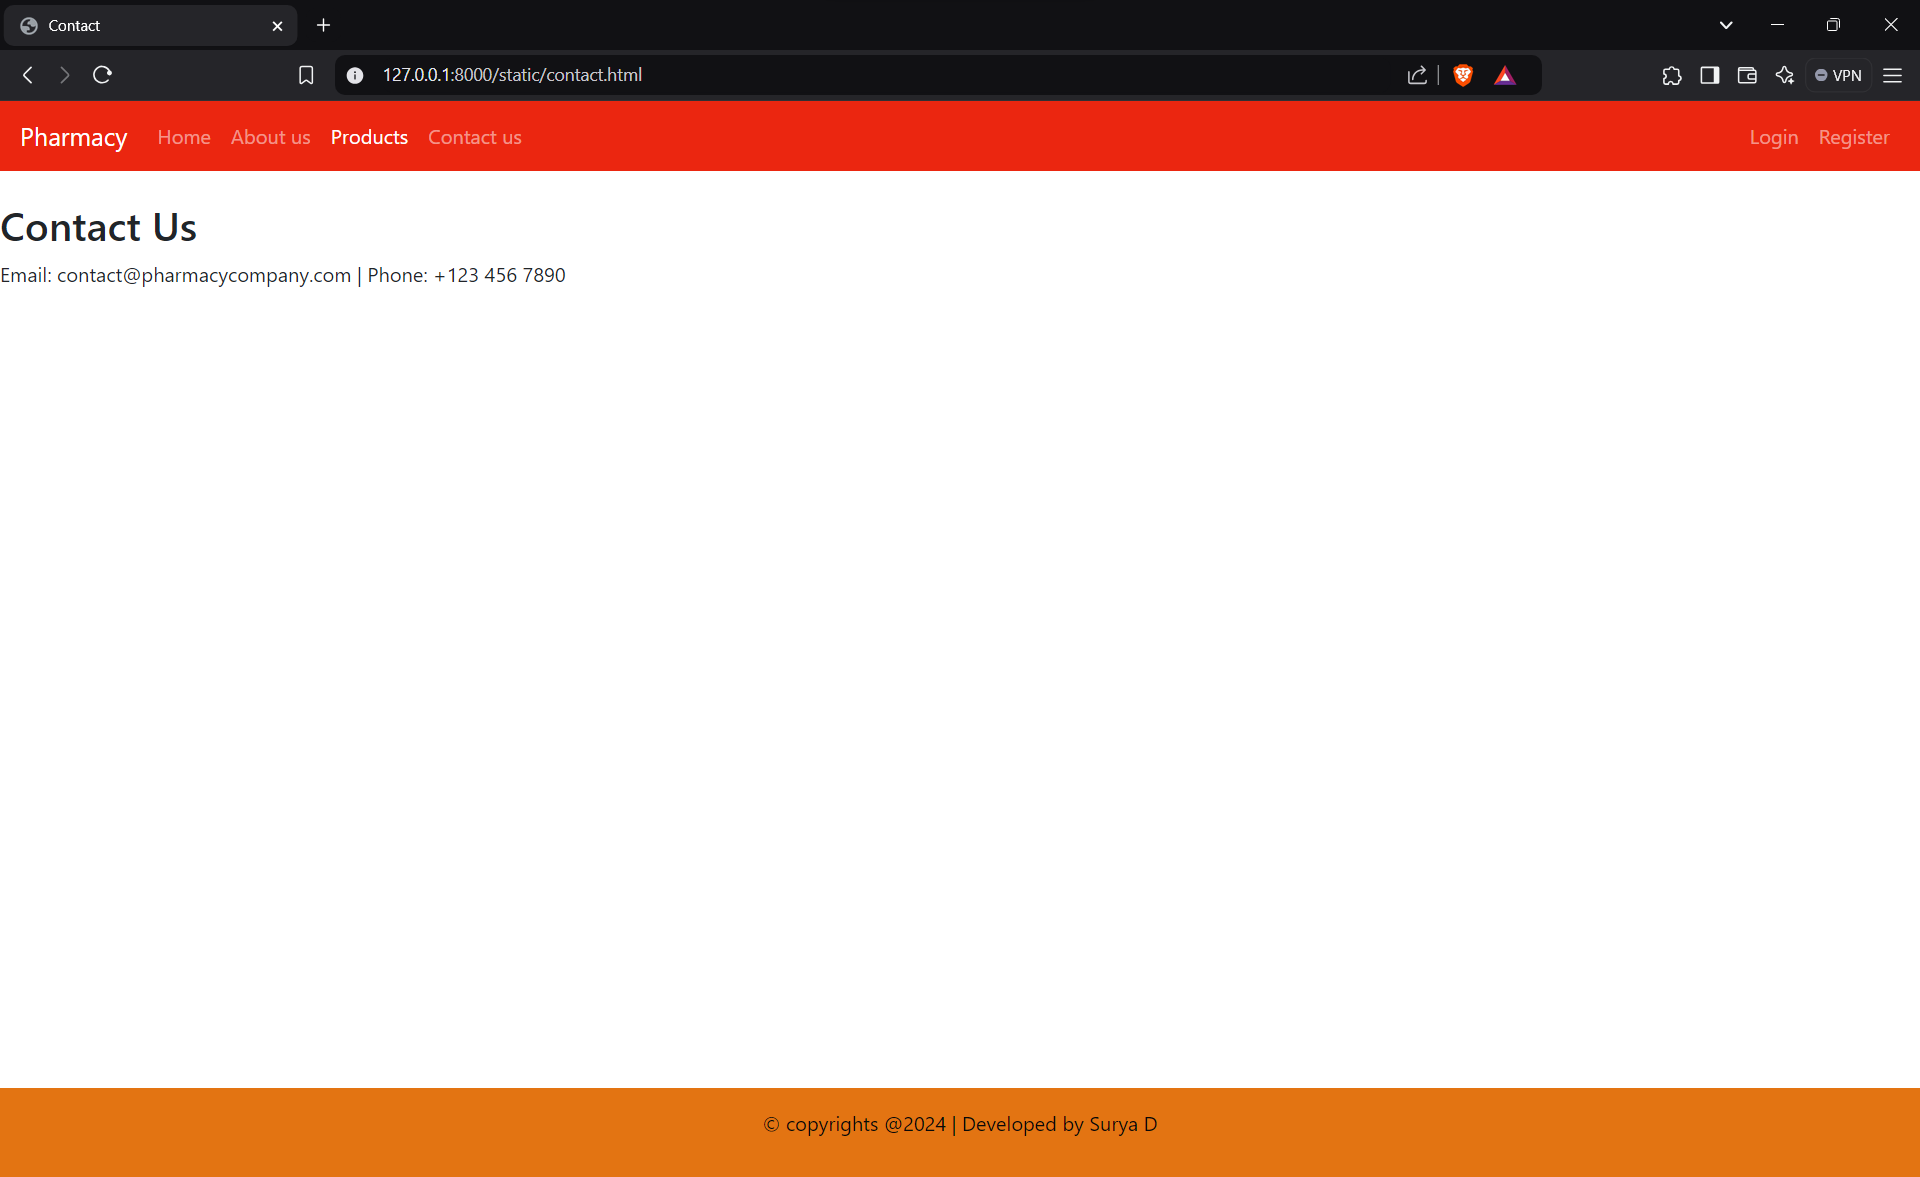 Contact
127.0.0.1:8000/static/contact.html
VPN
Pharmacy Home About us Products Contact us Login Register
Contact Us
Email: contact@pharmacycompany.com | Phone: +123 456 7890
© copyrights @2024 | Developed by Surya D